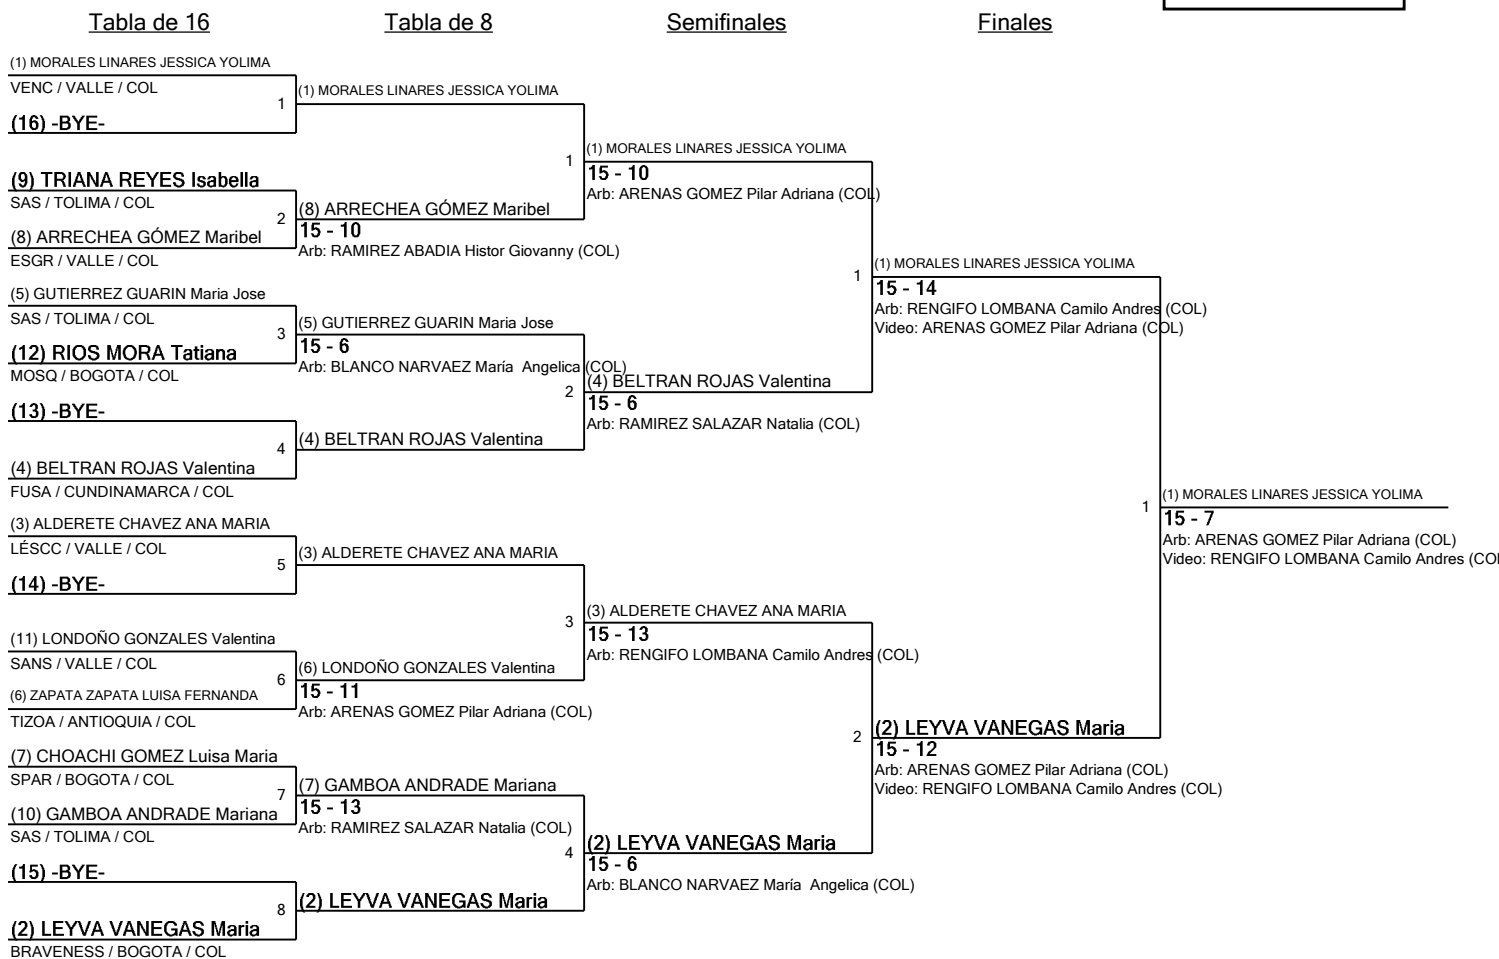 Tabla de 16
Tabla de 8
Semifinales
Finales
(1) MORALES LINARES JESSICA YOLIMA
VENC / VALLE / COL
1
(16) -BYE-
(9) TRIANA REYES Isabella
SAS / TOLIMA / COL
2
(8) ARRECHEA GÓMEZ Maribel
ESGR / VALLE / COL
(5) GUTIERREZ GUARIN Maria Jose
SAS / TOLIMA / COL
3
(12) RIOS MORA Tatiana
MOSQ / BOGOTA / COL
(13) -BYE-
4
(4) BELTRAN ROJAS Valentina
FUSA / CUNDINAMARCA / COL
(3) ALDERETE CHAVEZ ANA MARIA
LÉSCC / VALLE / COL
5
(14) -BYE-
(11) LONDOÑO GONZALES Valentina
SANS / VALLE / COL
6
(6) ZAPATA ZAPATA LUISA FERNANDA
TIZOA / ANTIOQUIA / COL
(7) CHOACHI GOMEZ Luisa Maria
SPAR / BOGOTA / COL
7
(10) GAMBOA ANDRADE Mariana
SAS / TOLIMA / COL
(15) -BYE-
8
(2) LEYVA VANEGAS Maria
BRAVENESS / BOGOTA / COL
(1) MORALES LINARES JESSICA YOLIMA
1
(8) ARRECHEA GÓMEZ Maribel
15 - 10
Arb: RAMIREZ ABADIA Histor Giovanny (COL)
(5) GUTIERREZ GUARIN Maria Jose
15 - 6
Arb: BLANCO NARVAEZ María Angelica (COL)
2
(4) BELTRAN ROJAS Valentina
(3) ALDERETE CHAVEZ ANA MARIA
3
(6) LONDOÑO GONZALES Valentina
15 - 11
Arb: ARENAS GOMEZ Pilar Adriana (COL)
(7) GAMBOA ANDRADE Mariana
15 - 13
Arb: RAMIREZ SALAZAR Natalia (COL)
4
(2) LEYVA VANEGAS Maria
(1) MORALES LINARES JESSICA YOLIMA
15 - 10
Arb: ARENAS GOMEZ Pilar Adriana (COL)
1
(4) BELTRAN ROJAS Valentina
15 - 6
Arb: RAMIREZ SALAZAR Natalia (COL)
(3) ALDERETE CHAVEZ ANA MARIA
15 - 13
Arb: RENGIFO LOMBANA Camilo Andres (COL)
2
(2) LEYVA VANEGAS Maria
15 - 6
Arb: BLANCO NARVAEZ María Angelica (COL)
(1) MORALES LINARES JESSICA YOLIMA
15 - 14
Arb: RENGIFO LOMBANA Camilo Andres (COL)
Video: ARENAS GOMEZ Pilar Adriana (COL)
1
(2) LEYVA VANEGAS Maria
15 - 12
Arb: ARENAS GOMEZ Pilar Adriana (COL)
Video: RENGIFO LOMBANA Camilo Andres (COL)
(1) MORALES LINARES JESSICA YOLIMA
15 - 7
Arb: ARENAS GOMEZ Pilar Adriana (COL)
Video: RENGIFO LOMBANA Camilo Andres (COL